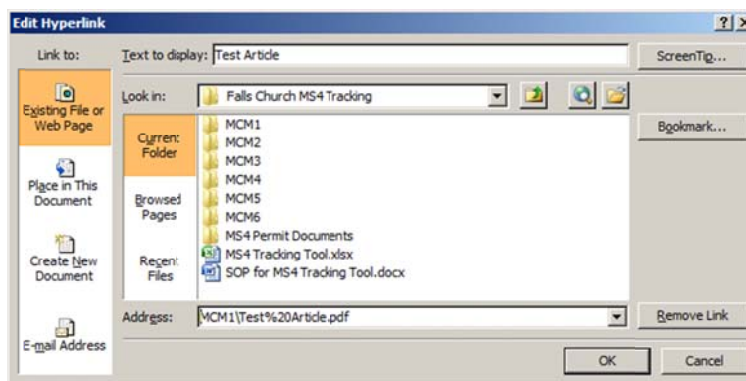 Edit Hyperlink
Link to:
Text to display: Test Article
ScreenTip...
Existing File or
Web Page
Look in: Falls Church MS4 Tracking
Bookmark...
Current
Folder
MCM1
MCM2
MCM3
MCM4
MCM5
MCM6
MS4 Permit Documents
MS4 Tracking Tool.xlsx
SOP for MS4 Tracking Tool.docx
Place in This
Document
Browsed
Pages
Create New
Document
Recent
Files
E-mail Address
Address: MCM1\Test%20Article.pdf
Remove Link
OK Cancel